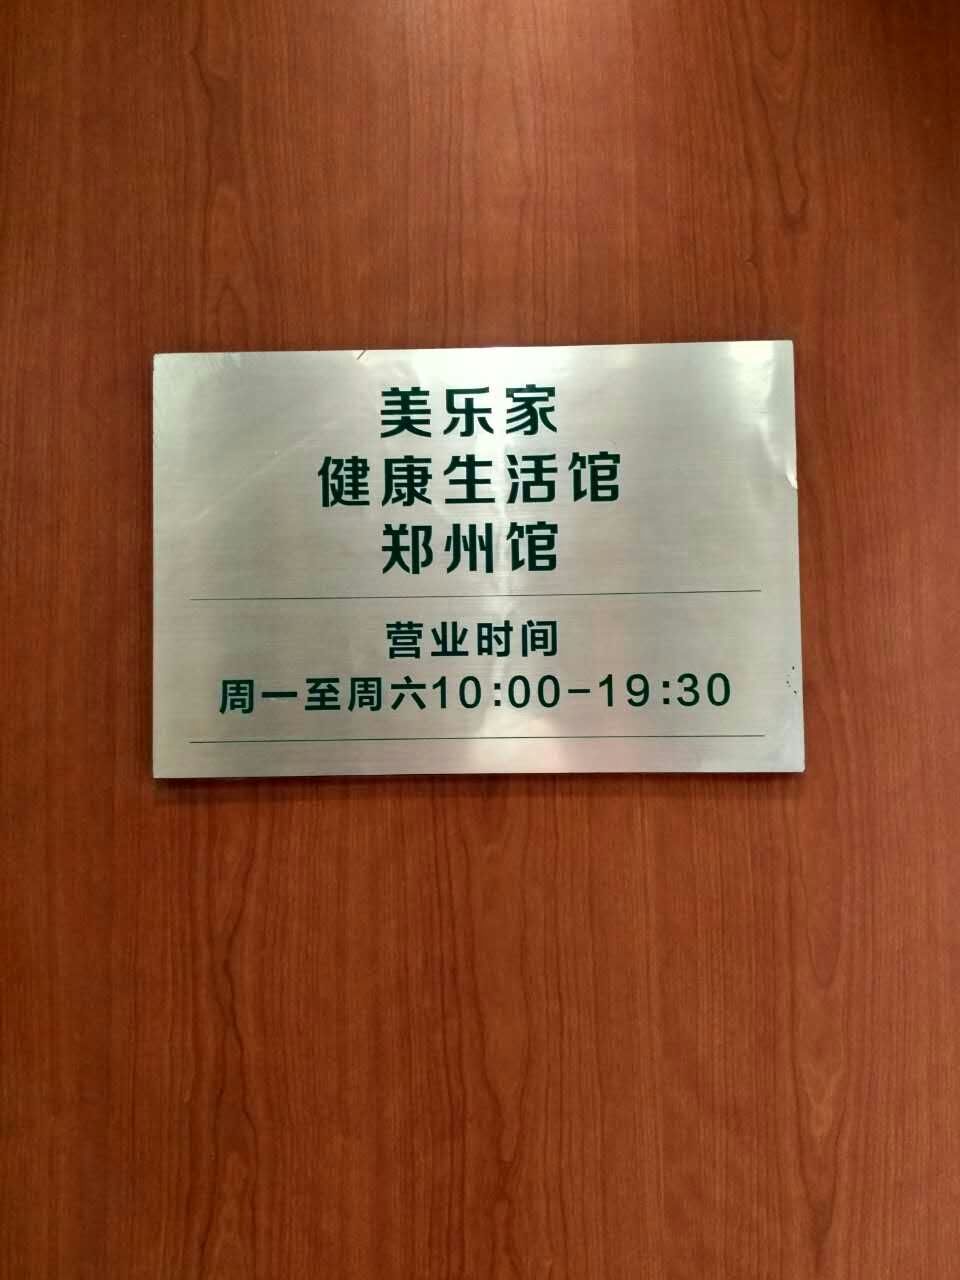 美乐家
健康生活馆
郑州馆
营业时间
周一至周六10:00-19:30